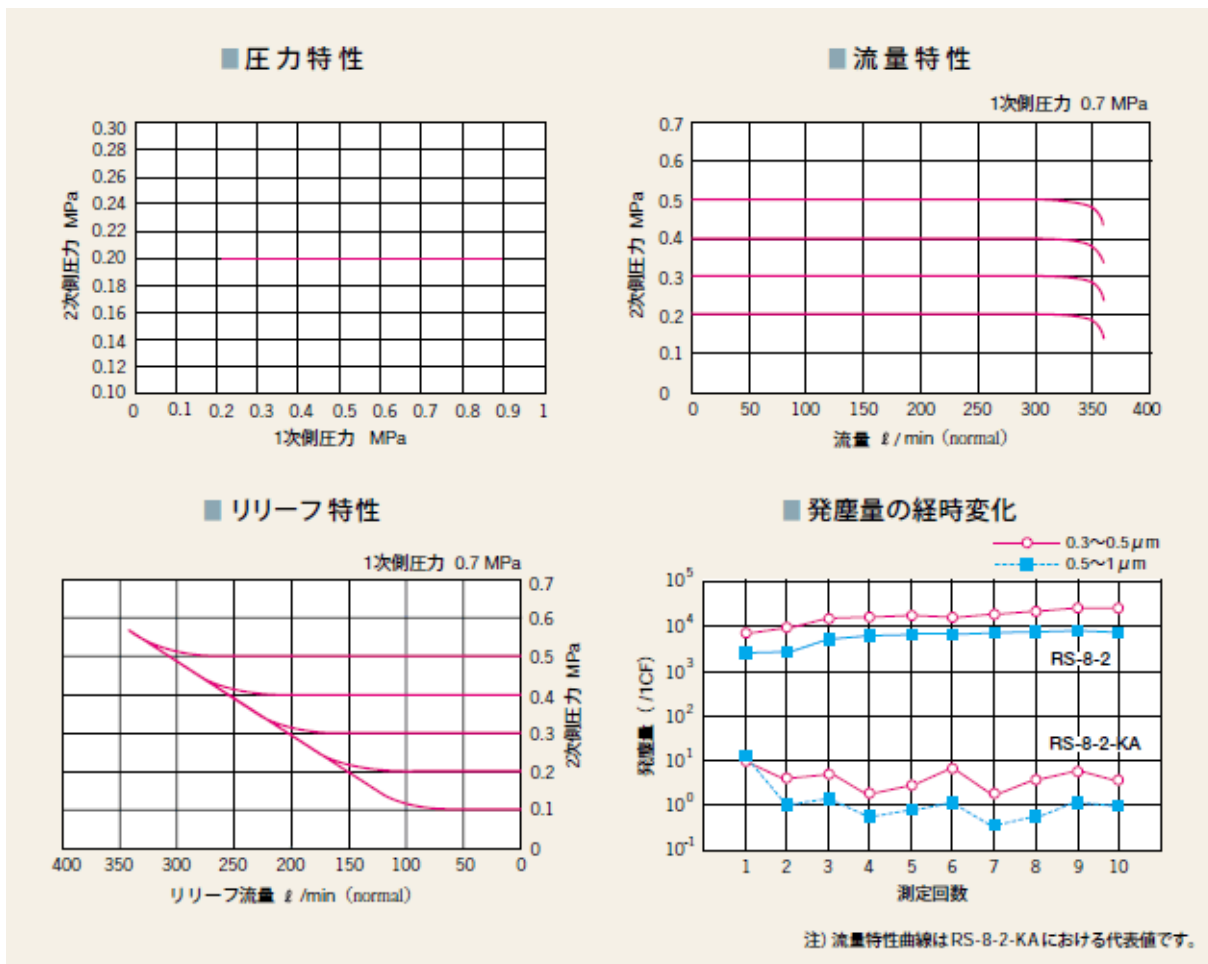 ■圧力特性
2次側圧力 MPa
0.30
0.28
0.26
0.24
0.22
0.20
0.18
0.16
0.14
0.12
0.10
0 0.1 0.2 0.3 0.4 0.5 0.6 0.7 0.8 0.9 1
1次側圧力 MPa
■流量特性
1次側圧力 0.7 MPa
2次側圧力 MPa
0.7
0.6
0.5
0.4
0.3
0.2
0.1
0
0 50 100 150 200 250 300 350 400
流量 ℓ/min (normal)
■リリーフ特性
1次側圧力 0.7 MPa
0.7
0.6
0.5
0.4
0.3
0.2
0.1
0
2次側圧力 MPa
400 350 300 250 200 150 100 50 0
リリーフ流量 ℓ/min (normal)
■発塵量の経時変化
0.3〜0.5μm
0.5〜1μm
発塵量 (/1CF)
10⁵
10⁴
10³
10²
10¹
10⁰
10⁻¹
RS-8-2
RS-8-2-KA
1 2 3 4 5 6 7 8 9 10
測定回数
注) 流量特性曲線はRS-8-2-KAにおける代表値です。